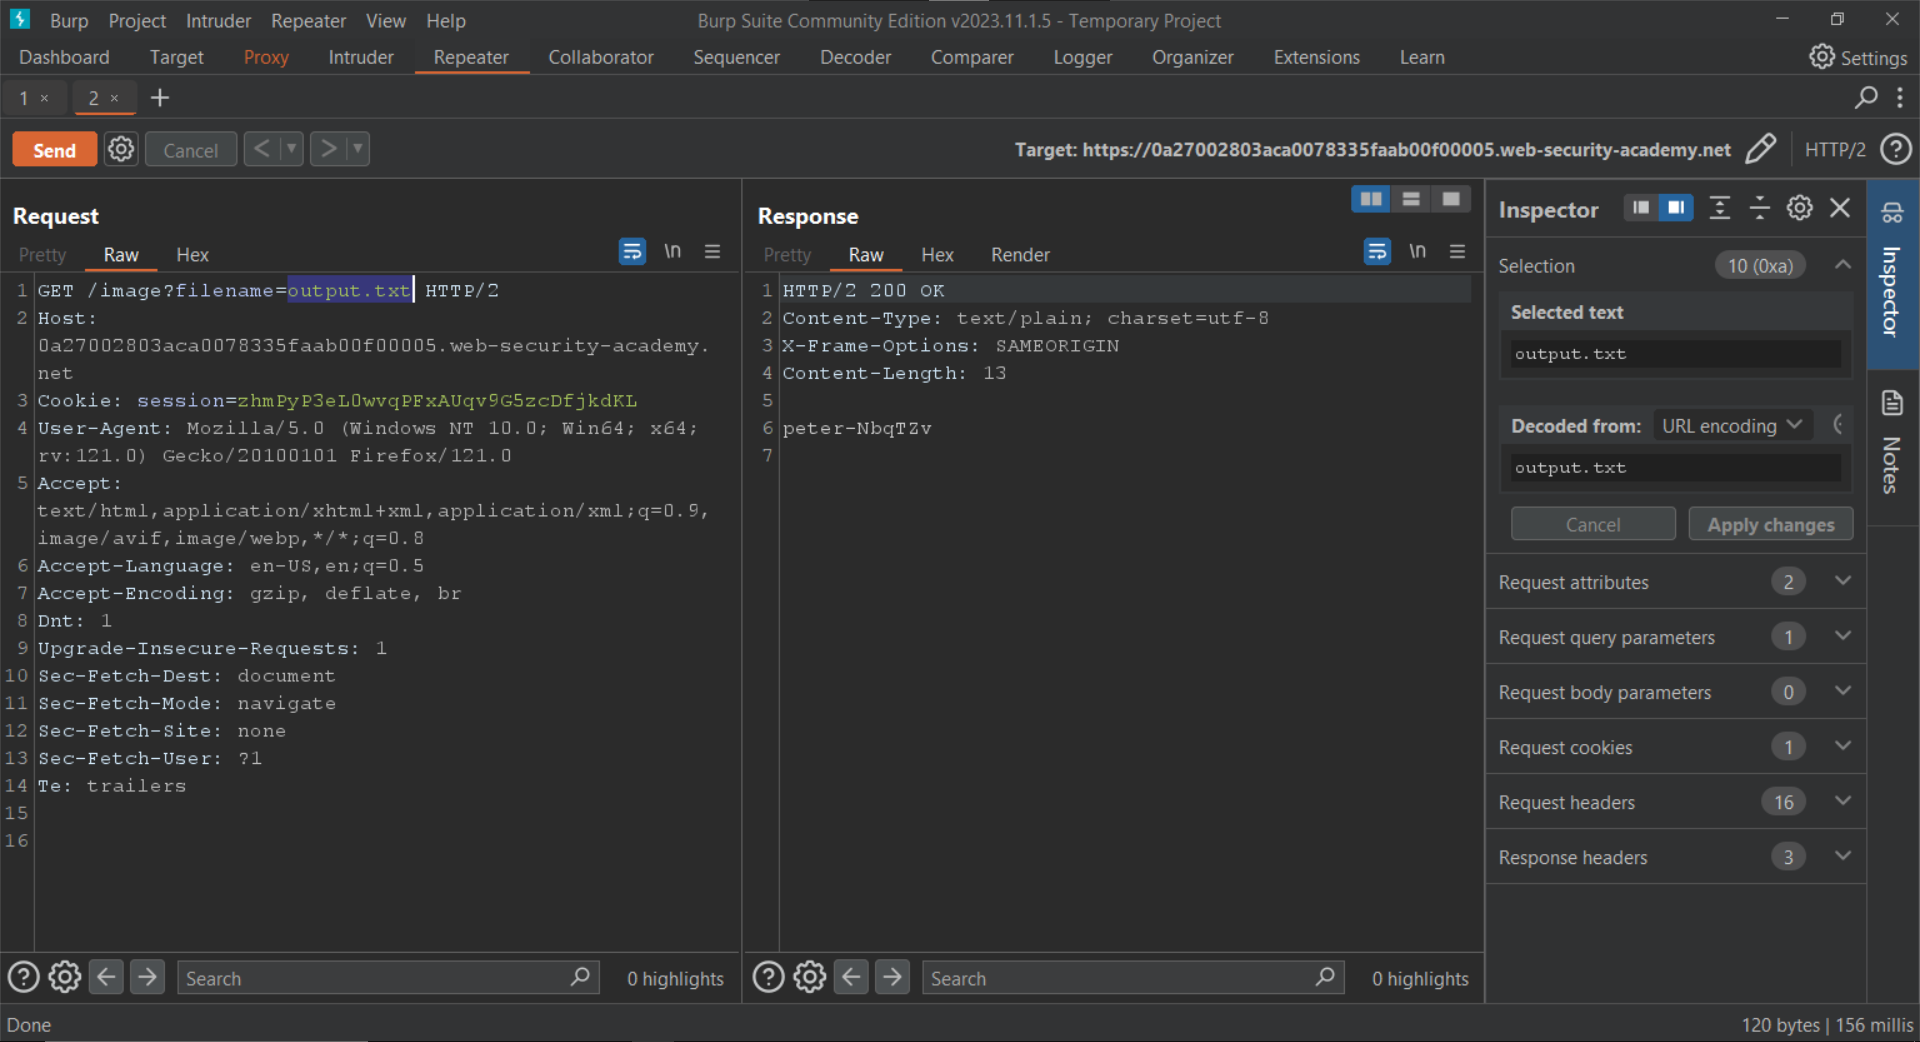 Burp Project Intruder Repeater View Help Burp Suite Community Edition v2023.11.1.5 - Temporary Project
Dashboard Target Proxy Intruder Repeater Collaborator Sequencer Decoder Comparer Logger Organizer Extensions Learn Settings
1 × 2 × +
Send Cancel < > Target: https://0a27002803aca0078335faab00f00005.web-security-academy.net HTTP/2
Request
Pretty Raw Hex \n
1 GET /image?filename=output.txt HTTP/2
2 Host:
0a27002803aca0078335faab00f00005.web-security-academy.
net
3 Cookie: session=zhmPyP3eL0wvqPFxAUqv9G5zcDfjkdKL
4 User-Agent: Mozilla/5.0 (Windows NT 10.0; Win64; x64;
rv:121.0) Gecko/20100101 Firefox/121.0
5 Accept:
text/html,application/xhtml+xml,application/xml;q=0.9,
image/avif,image/webp,*/*;q=0.8
6 Accept-Language: en-US,en;q=0.5
7 Accept-Encoding: gzip, deflate, br
8 Dnt: 1
9 Upgrade-Insecure-Requests: 1
10 Sec-Fetch-Dest: document
11 Sec-Fetch-Mode: navigate
12 Sec-Fetch-Site: none
13 Sec-Fetch-User: ?1
14 Te: trailers
15
16
Search 0 highlights
Response
Pretty Raw Hex Render \n
1 HTTP/2 200 OK
2 Content-Type: text/plain; charset=utf-8
3 X-Frame-Options: SAMEORIGIN
4 Content-Length: 13
5
6 peter-NbqTZv
7
Search 0 highlights
Inspector
Selection 10 (0xa)
Selected text
output.txt
Decoded from: URL encoding
output.txt
Cancel Apply changes
Request attributes 2
Request query parameters 1
Request body parameters 0
Request cookies 1
Request headers 16
Response headers 3
Inspector
Notes
Done 120 bytes | 156 millis